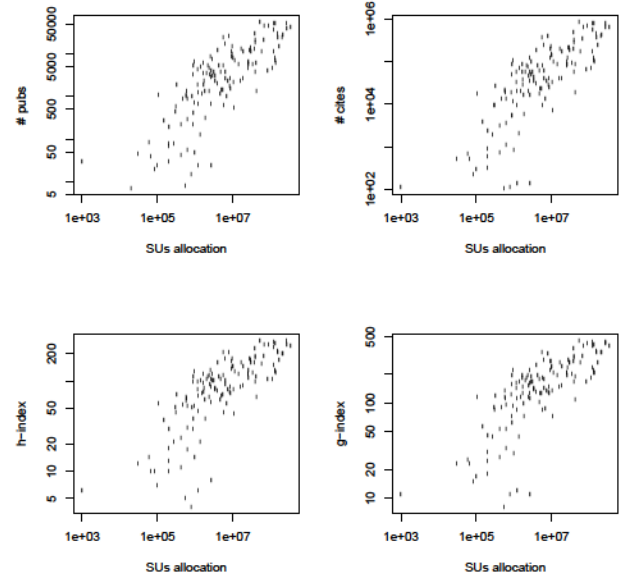 # pubs
50000
5000
500
50
5
1e+03
1e+05
1e+07
SUs allocation
# cites
1e+06
1e+04
1e+02
1e+03
1e+05
1e+07
SUs allocation
h-index
200
50
20
10
5
1e+03
1e+05
1e+07
SUs allocation
g-index
500
100
50
20
10
1e+03
1e+05
1e+07
SUs allocation